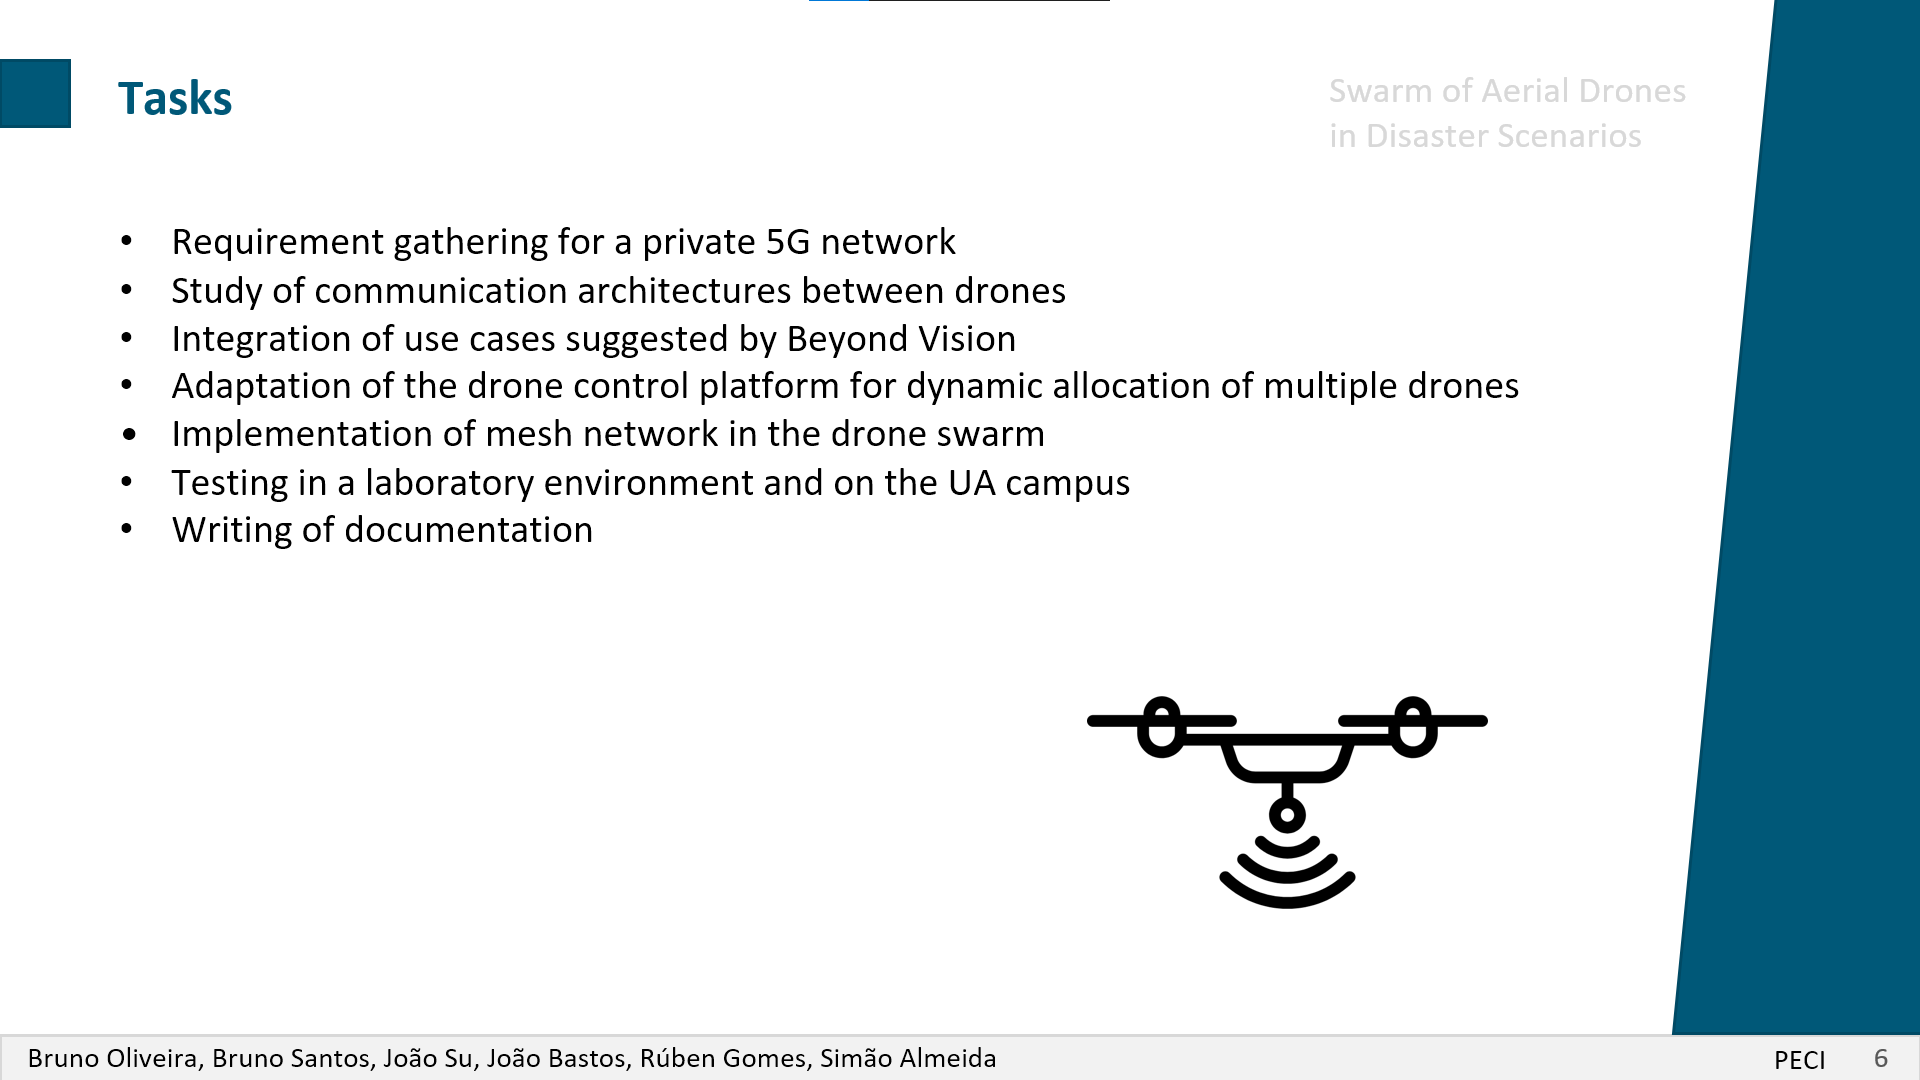 Tasks
Swarm of Aerial Drones
in Disaster Scenarios
• Requirement gathering for a private 5G network
• Study of communication architectures between drones
• Integration of use cases suggested by Beyond Vision
• Adaptation of the drone control platform for dynamic allocation of multiple drones
• Implementation of mesh network in the drone swarm
• Testing in a laboratory environment and on the UA campus
• Writing of documentation
Bruno Oliveira, Bruno Santos, João Su, João Bastos, Rúben Gomes, Simão Almeida
PECI 6